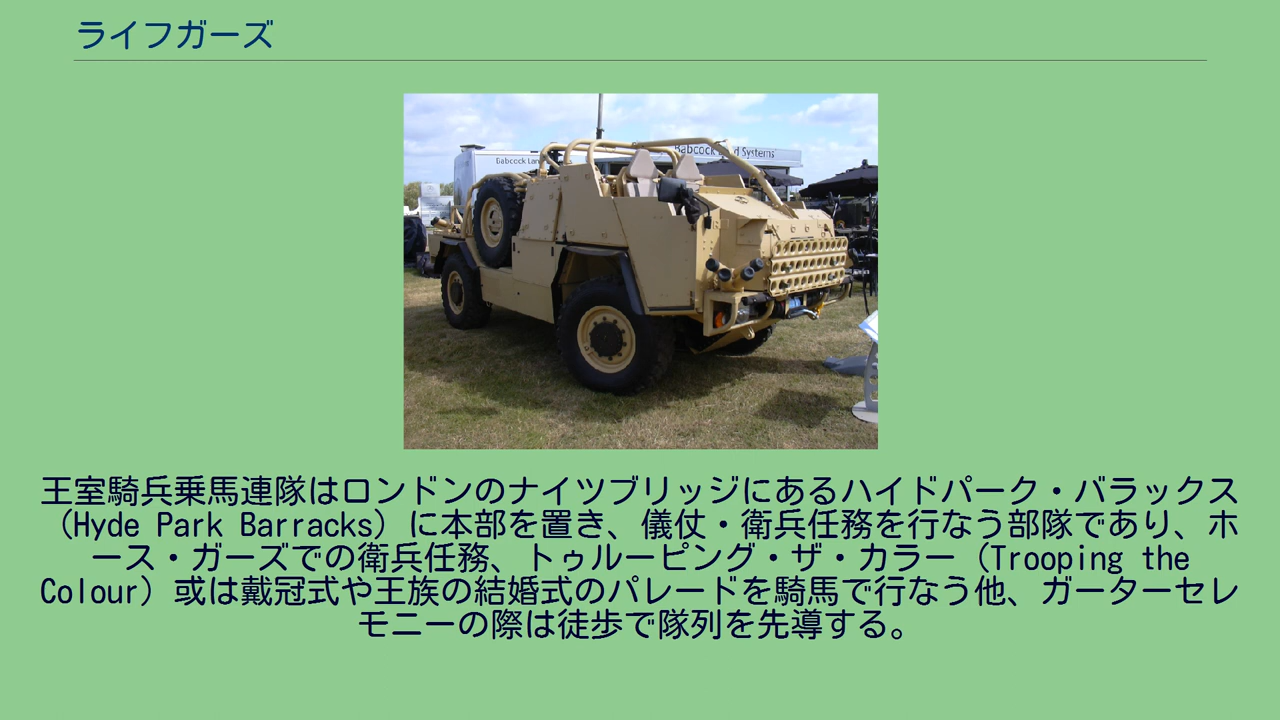 ライフガーズ
Babcock Land Systems
Babcock Lan
王室騎兵乗馬連隊はロンドンのナイツブリッジにあるハイドパーク・バラックス
（Hyde Park Barracks）に本部を置き、儀仗・衛兵任務を行なう部隊であり、ホ
ース・ガーズでの衛兵任務、トゥルーピング・ザ・カラー（Trooping the
Colour）或は戴冠式や王族の結婚式のパレードを騎馬で行なう他、ガーターセレ
モニーの際は徒歩で隊列を先導する。